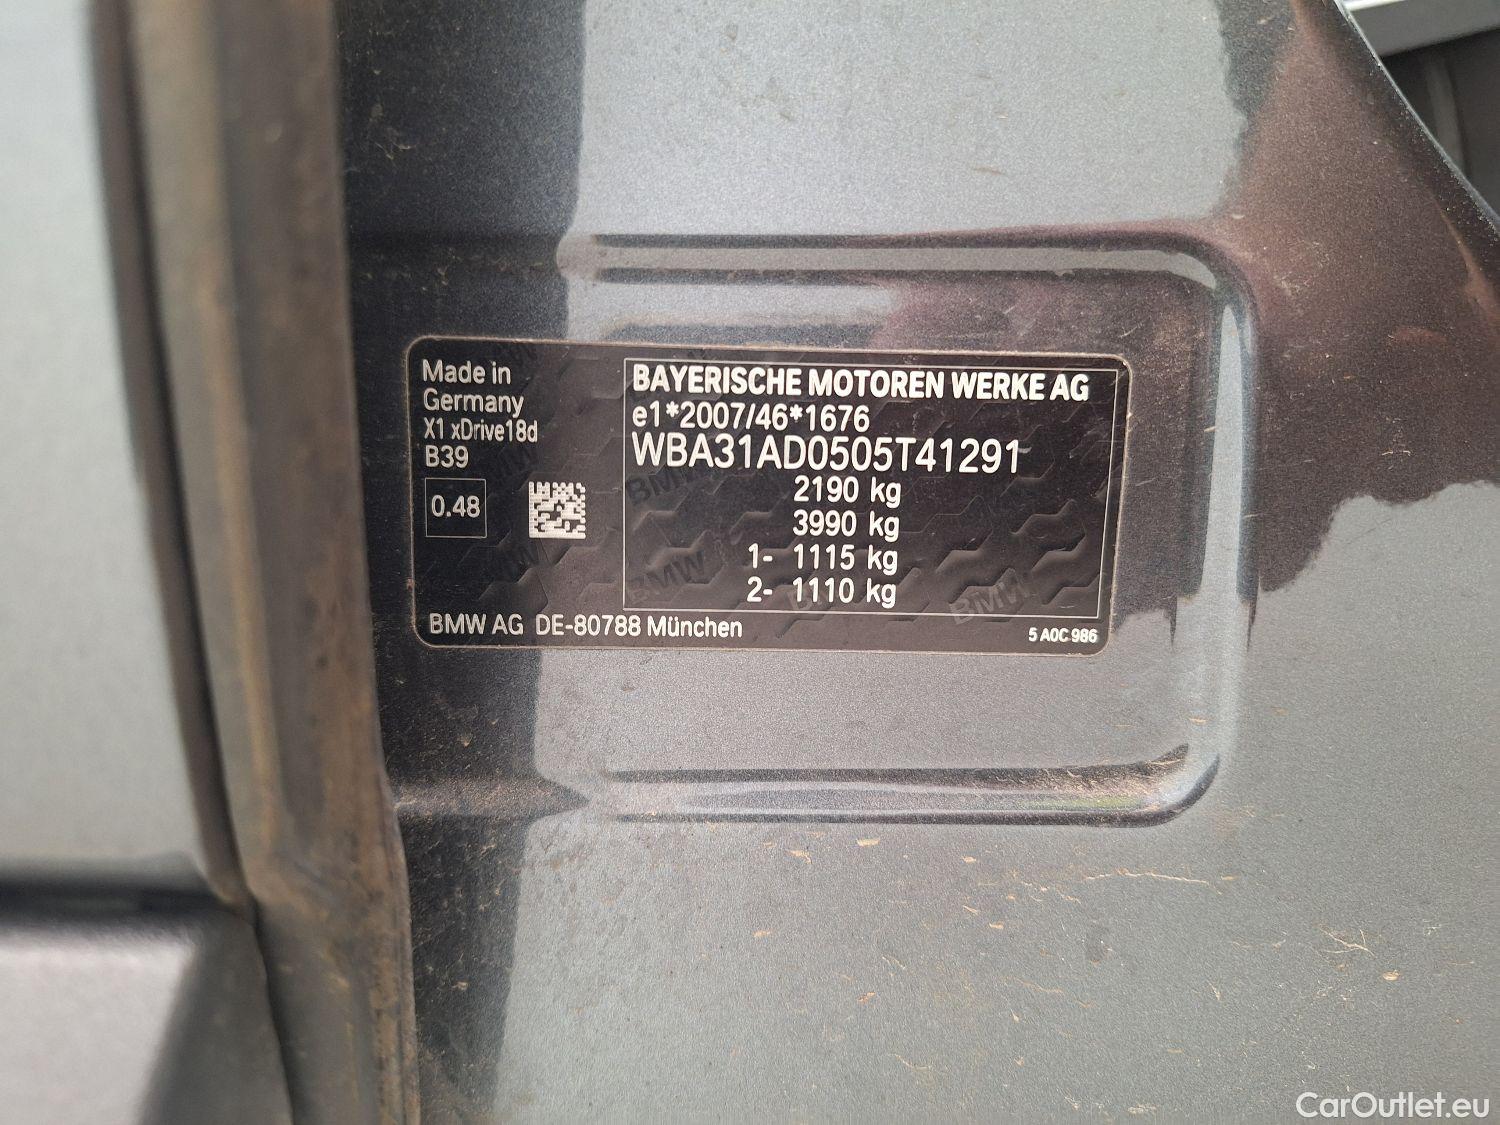 Made in
Germany
X1 xDrive18d
B39
0.48
BAYERISCHE MOTOREN WERKE AG
e1*2007/46*1676
WBA31AD0505T41291
2190 kg
3990 kg
1- 1115 kg
2- 1110 kg
BMW AG DE-80788 München
5 A0C 986
CarOutlet.eu